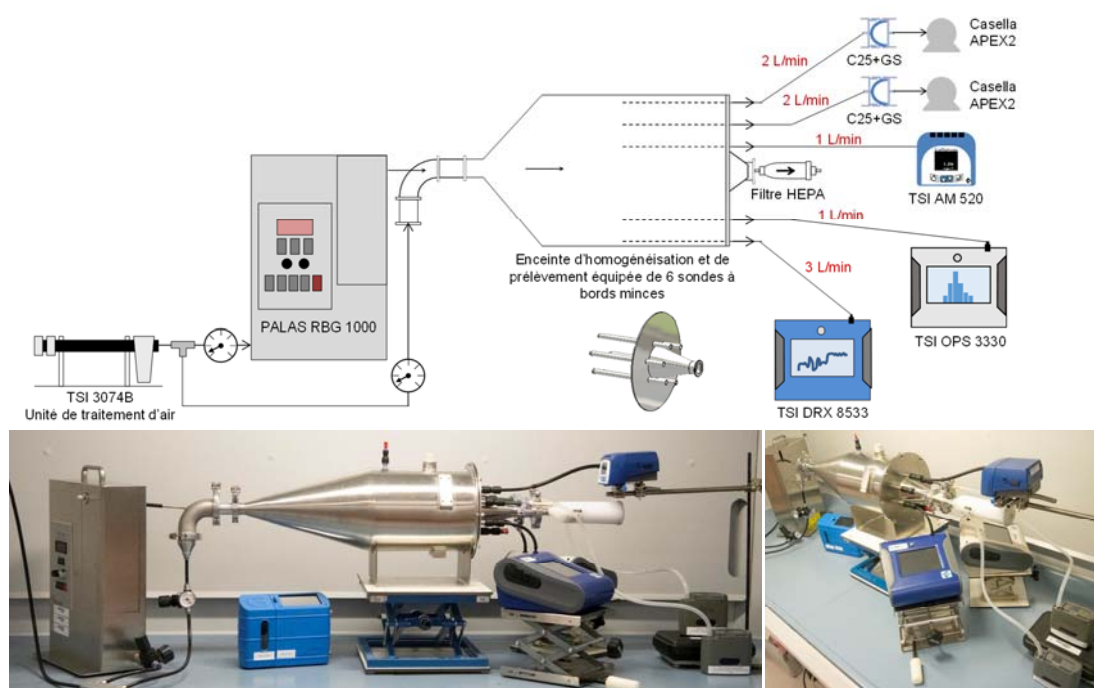 Casella
APEX2
2 L/min
C25+GS
Casella
APEX2
2 L/min
C25+GS
1 L/min
Filtre HEPA
TSI AM 520
1 L/min
Enceinte d'homogénéisation et de
prélèvement équipée de 6 sondes à
bords minces
3 L/min
PALAS RBG 1000
TSI OPS 3330
TSI 3074B
Unité de traitement d'air
TSI DRX 8533